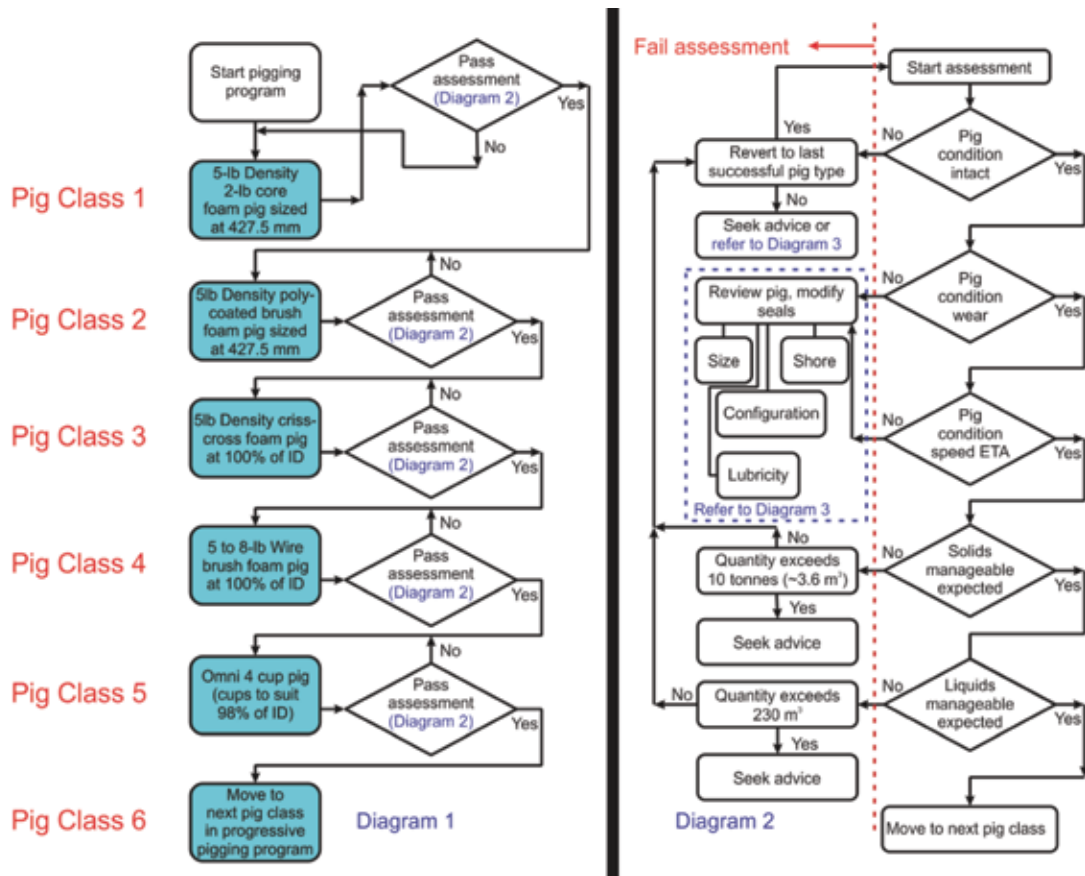 Start pigging
program
Pass
assessment
(Diagram 2)
Yes
No
Pig Class 1
5-lb Density
2-lb core
foam pig sized
at 427.5 mm
No
Pig Class 2
5lb Density poly-
coated brush
foam pig sized
at 427.5 mm
Pass
assessment
(Diagram 2)
Yes
No
Pig Class 3
5lb Density criss-
cross foam pig
at 100% of ID
Pass
assessment
(Diagram 2)
Yes
No
Pig Class 4
5 to 8-lb Wire
brush foam pig
at 100% of ID
Pass
assessment
(Diagram 2)
Yes
No
Pig Class 5
Omni 4 cup pig
(cups to suit
98% of ID)
Pass
assessment
(Diagram 2)
Yes
Pig Class 6
Move to
next pig class
in progressive
pigging program
Diagram 1
Fail assessment
Start assessment
Yes
No
Pig
condition
intact
Yes
Revert to last
successful pig type
No
Seek advice or
refer to Diagram 3
No
Pig
condition
wear
Yes
Review pig, modify
seals
Size
Shore
Configuration
Lubricity
Refer to Diagram 3
No
Pig
condition
speed ETA
Yes
No
Quantity exceeds
10 tonnes (~3.6 m³)
Yes
Seek advice
No
Solids
manageable
expected
Yes
No
Quantity exceeds
230 m³
Yes
Seek advice
No
Liquids
manageable
expected
Yes
Diagram 2
Move to next pig class